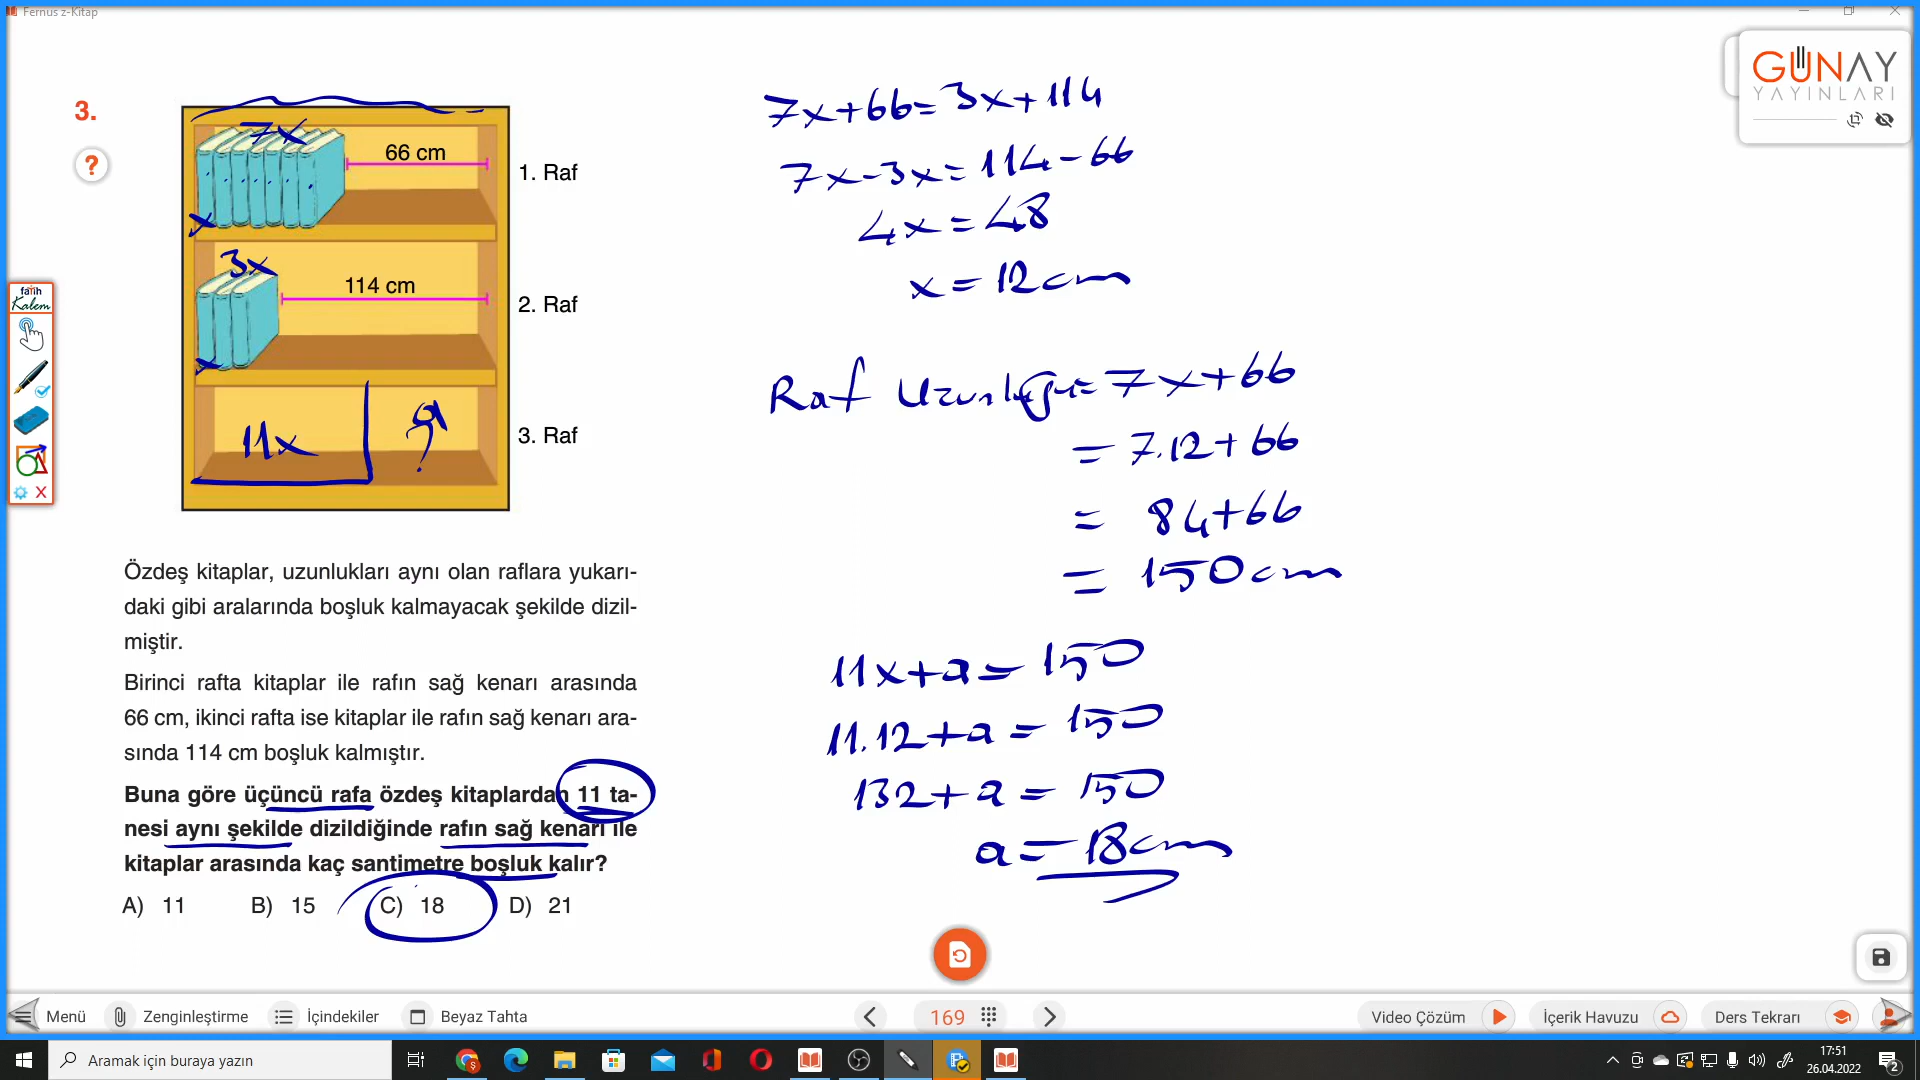 Fernus z-Kitap
GÜNAY
YAYINLARI
3.
?
7x
66 cm
1. Raf
x
3x
114 cm
2. Raf
x
11x
a
?
3. Raf
Özdeş kitaplar, uzunlukları aynı olan raflara yukarı-
daki gibi aralarında boşluk kalmayacak şekilde dizil-
miştir.
Birinci rafta kitaplar ile rafın sağ kenarı arasında
66 cm, ikinci rafta ise kitaplar ile rafın sağ kenarı ara-
sında 114 cm boşluk kalmıştır.
Buna göre üçüncü rafa özdeş kitaplardan 11 ta-
nesi aynı şekilde dizildiğinde rafın sağ kenarı ile
kitaplar arasında kaç santimetre boşluk kalır?
A) 11 B) 15 C) 18 D) 21
7x+66=3x+114
7x-3x=114-66
4x=48
x=12cm
Raf Uzunluğu=7x+66
=7.12+66
= 84+66
= 150cm
11x+a=150
11.12+a=150
132+a=150
a=18cm
fatih
Kalem
X
Menü
Zenginleştirme
İçindekiler
Beyaz Tahta
169
Video Çözüm
İçerik Havuzu
Ders Tekrarı
Aramak için buraya yazın
17:51
26.04.2022
2